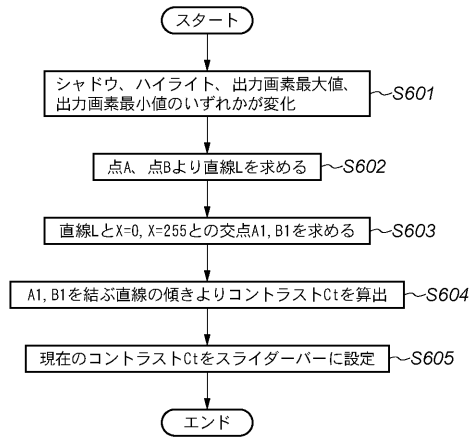 スタート
シャドウ、ハイライト、出力画素最大値、
出力画素最小値のいずれかが変化
S601
点A、点Bより直線Lを求める
S602
直線LとX=0,X=255との交点A1,B1を求める
S603
A1,B1を結ぶ直線の傾きよりコントラストCtを算出
S604
現在のコントラストCtをスライダーバーに設定
S605
エンド